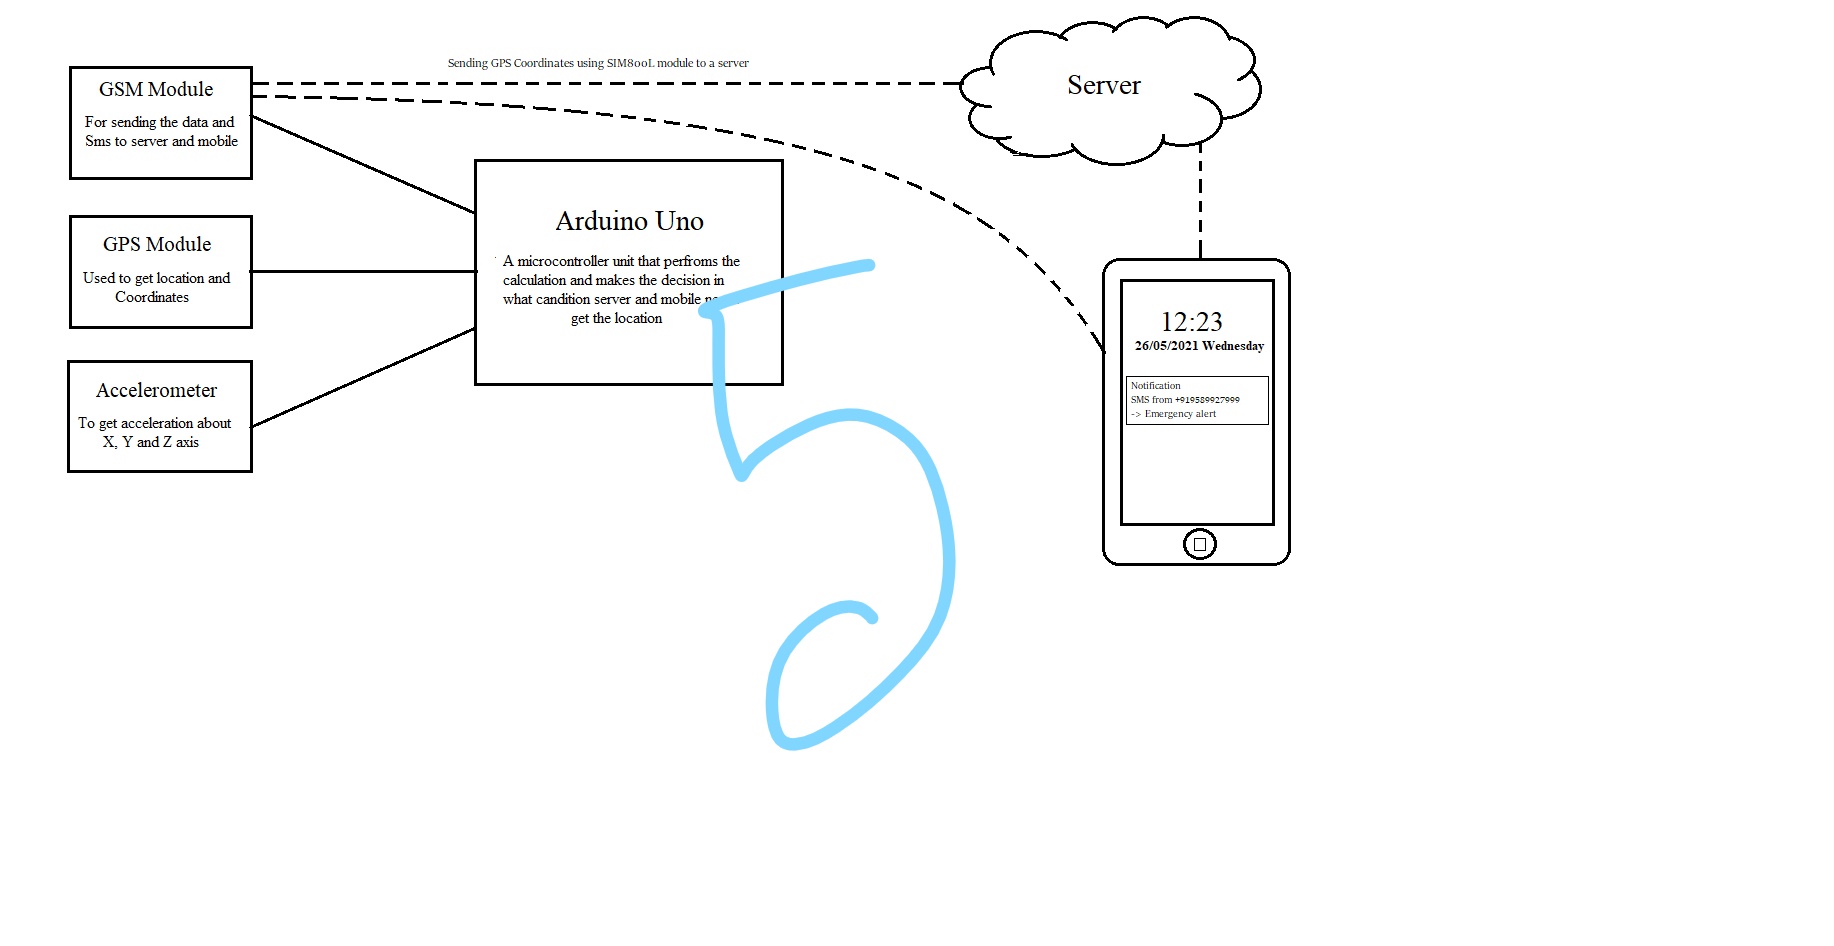 Sending GPS Coordinates using SIM800L module to a server
GSM Module
For sending the data and
Sms to server and mobile
Server
Arduino Uno
A microcontroller unit that perfroms the
calculation and makes the decision in
what candition server and mobile
get the location
GPS Module
Used to get location and
Coordinates
Accelerometer
To get acceleration about
X, Y and Z axis
12:23
26/05/2021 Wednesday
Notification
SMS from +919589927999
-> Emergency alert
5